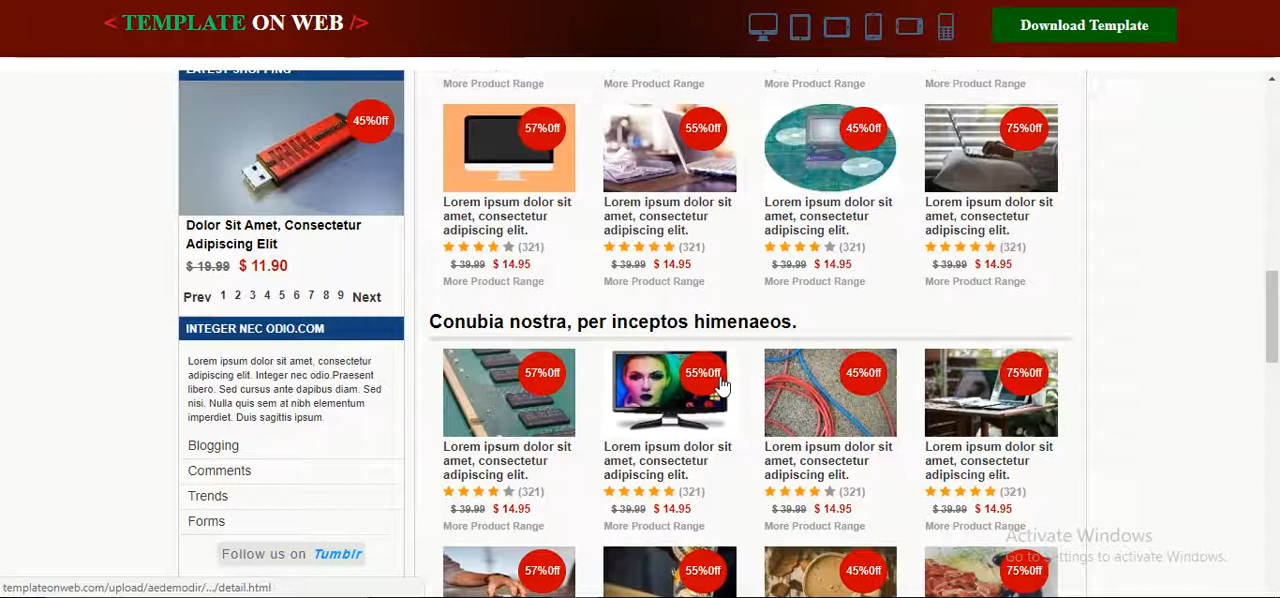 < TEMPLATE ON WEB />
Download Template
LATEST SHOPPING
45%Off
Dolor Sit Amet, Consectetur
Adipiscing Elit
$ 19.99 $ 11.90
Prev 1 2 3 4 5 6 7 8 9 Next
INTEGER NEC ODIO.COM
Lorem ipsum dolor sit amet, consectetur
adipiscing elit. Integer nec odio.Praesent
libero. Sed cursus ante dapibus diam. Sed
nisi. Nulla quis sem at nibh elementum
imperdiet. Duis sagittis ipsum.
Blogging
Comments
Trends
Forms
Follow us on Tumblr
More Product Range More Product Range More Product Range More Product Range
57%Off 55%Off 45%Off 75%Off
Lorem ipsum dolor sit Lorem ipsum dolor sit Lorem ipsum dolor sit Lorem ipsum dolor sit
amet, consectetur amet, consectetur amet, consectetur amet, consectetur
adipiscing elit. adipiscing elit. adipiscing elit. adipiscing elit.
(321) (321) (321) (321)
$ 39.99 $ 14.95 $ 39.99 $ 14.95 $ 39.99 $ 14.95 $ 39.99 $ 14.95
More Product Range More Product Range More Product Range More Product Range
Conubia nostra, per inceptos himenaeos.
57%Off 55%Off 45%Off 75%Off
Lorem ipsum dolor sit Lorem ipsum dolor sit Lorem ipsum dolor sit Lorem ipsum dolor sit
amet, consectetur amet, consectetur amet, consectetur amet, consectetur
adipiscing elit. adipiscing elit. adipiscing elit. adipiscing elit.
(321) (321) (321) (321)
$ 39.99 $ 14.95 $ 39.99 $ 14.95 $ 39.99 $ 14.95 $ 39.99 $ 14.95
More Product Range More Product Range More Product Range More Product Range
57%Off 55%Off 45%Off 75%Off
Activate Windows
Go to Settings to activate Windows.
templateonweb.com/upload/aedemodir/.../detail.html